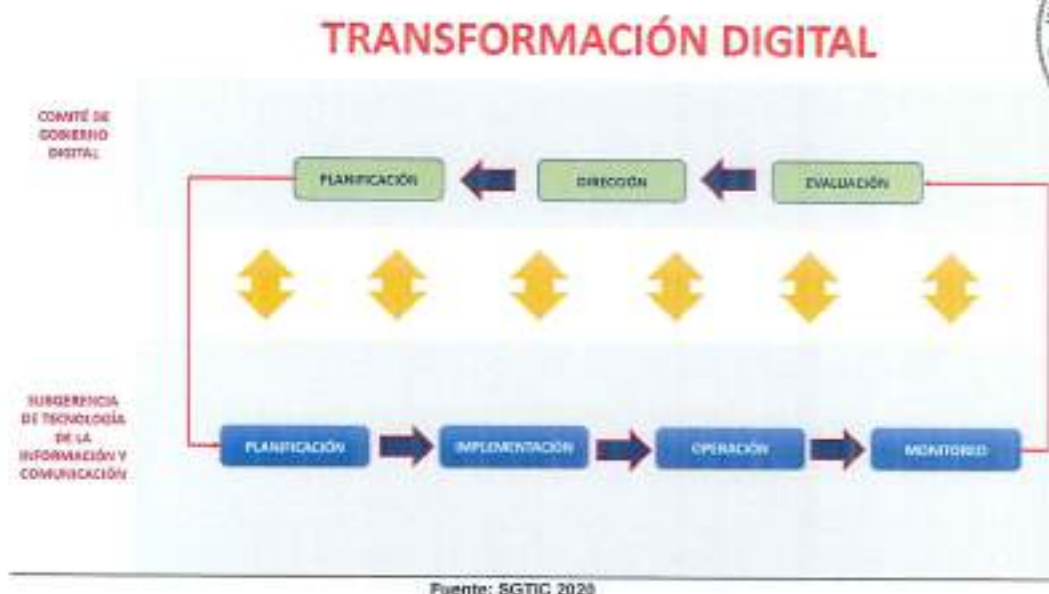 TRANSFORMACIÓN DIGITAL
COMITÉ DE
GOBIERNO
DIGITAL
PLANIFICACIÓN
DIRECCIÓN
EVALUACIÓN
SUBGERENCIA
DE TECNOLOGÍA
DE LA
INFORMACIÓN Y
COMUNICACIÓN
PLANIFICACIÓN
IMPLEMENTACIÓN
OPERACIÓN
MONITOREO
Fuente: SGTIC 2020